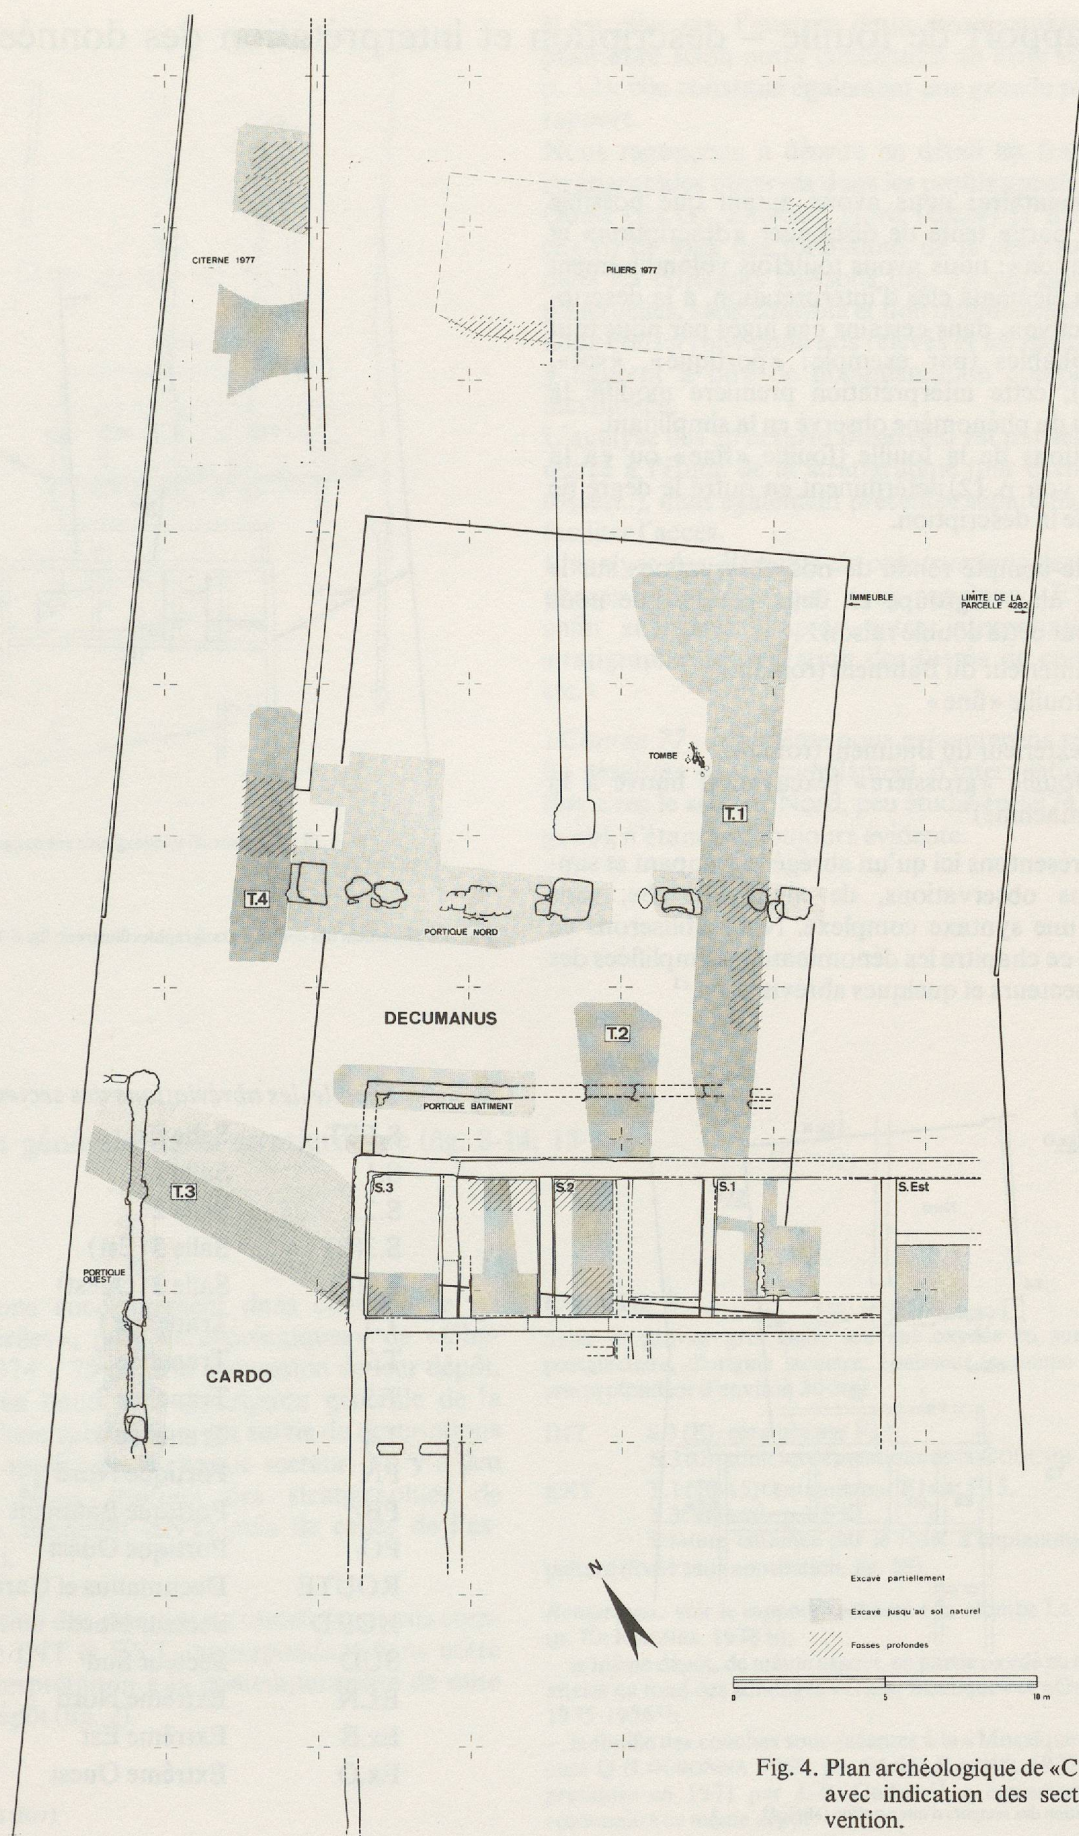 CITERNE 1977
PILIERS 1977
IMMEUBLE
LIMITE DE LA
PARCELLE 4282
TOMBE
T.1
T.4
PORTIQUE NORD
DECUMANUS
T.2
PORTIQUE BATIMENT
T.3
S.3
S.2
S.1
S.Est
PORTIQUE
OUEST
CARDO
N
Excavé partiellement
Excavé jusqu'au sol naturel
Fosses profondes
0 5 10 m
Fig. 4. Plan archéologique de «C
avec indication des sect
vention.